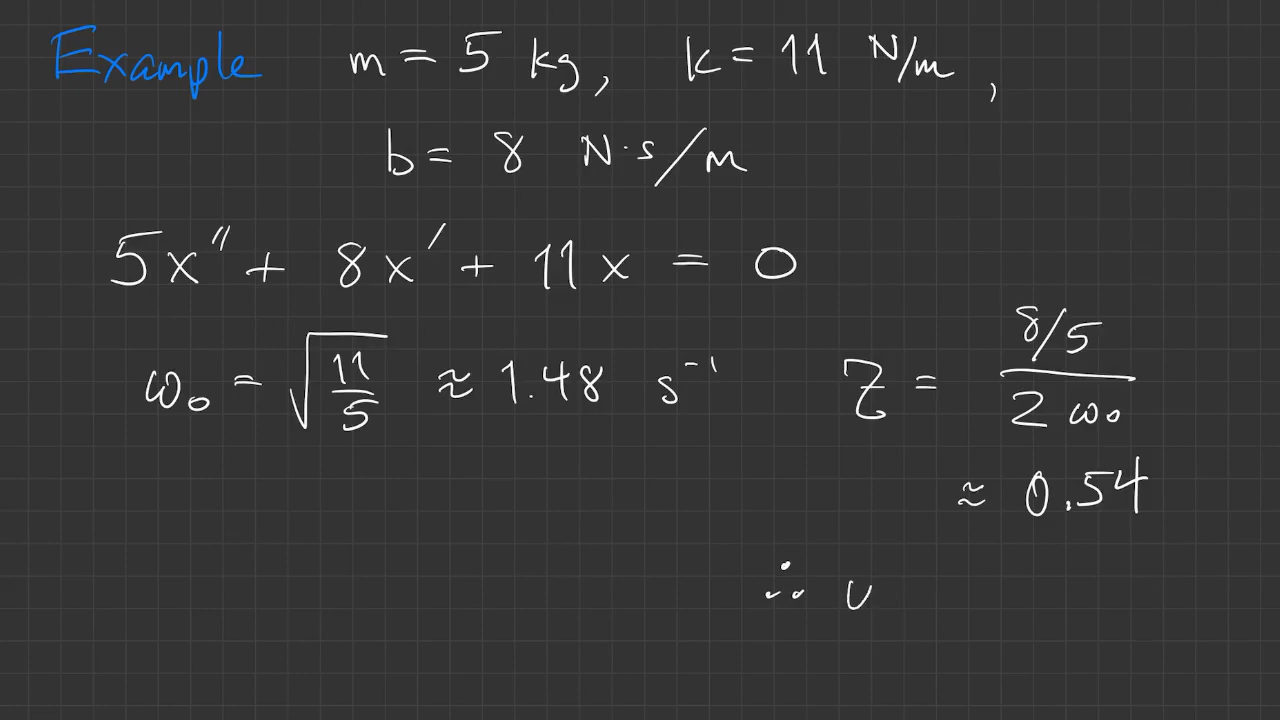 Example m = 5 kg, k = 11 N/m,
b = 8 N·s/m
5x″ + 8x′ + 11x = 0
ω₀ = √(11/5) ≈ 1.48 s⁻¹ ζ = (8/5)/(2ω₀)
≈ 0.54
∴ u